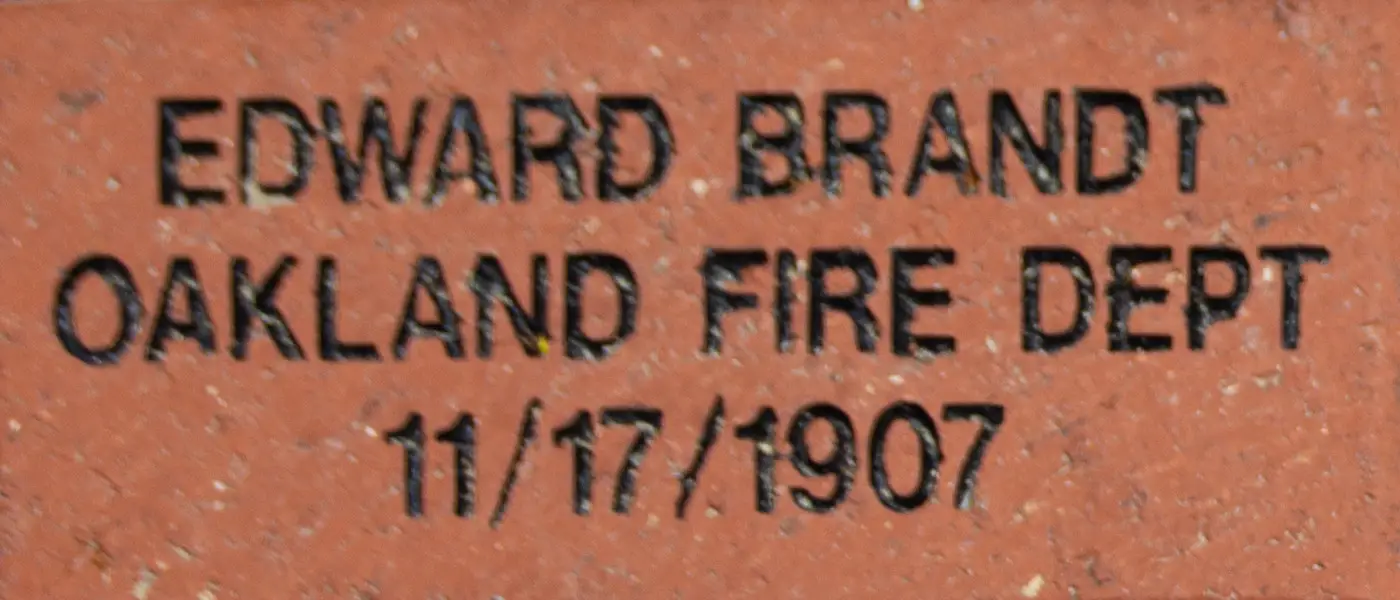 EDWARD BRANDT
OAKLAND FIRE DEPT
11/17/1907